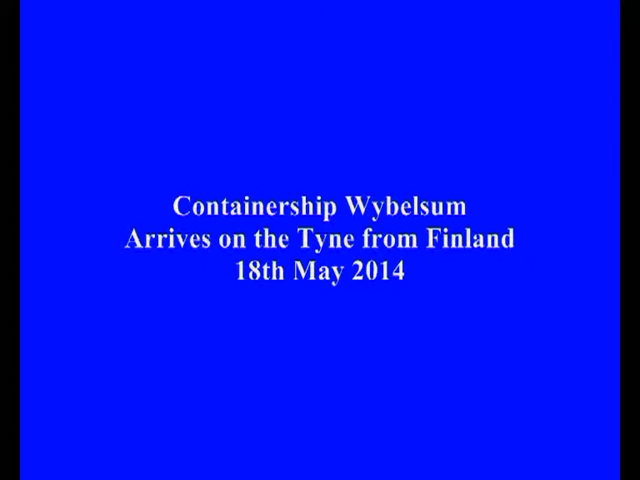 Containership Wybelsum
Arrives on the Tyne from Finland
18th May 2014